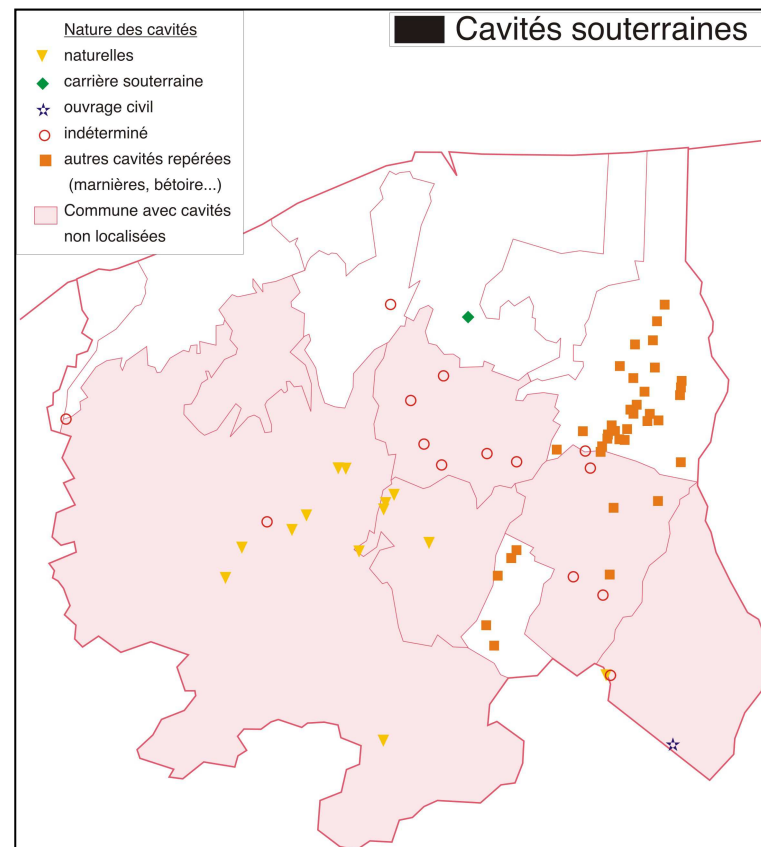 Cavités souterraines
Nature des cavités
naturelles
carrière souterraine
ouvrage civil
indéterminé
autres cavités repérées
(marnières, bétoire...)
Commune avec cavités
non localisées